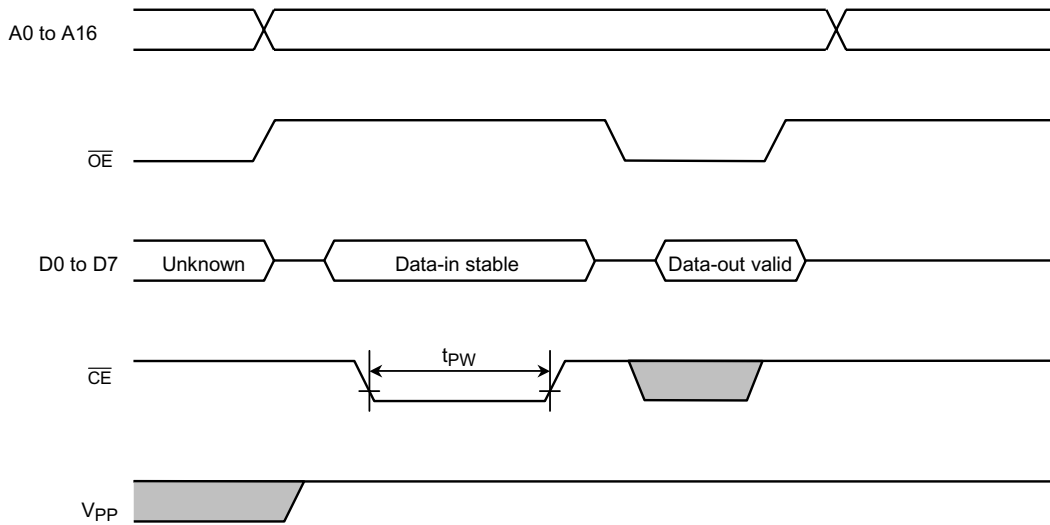 A0 to A16
OE
D0 to D7
Unknown
Data-in stable
Data-out valid
CE
tPW
VPP